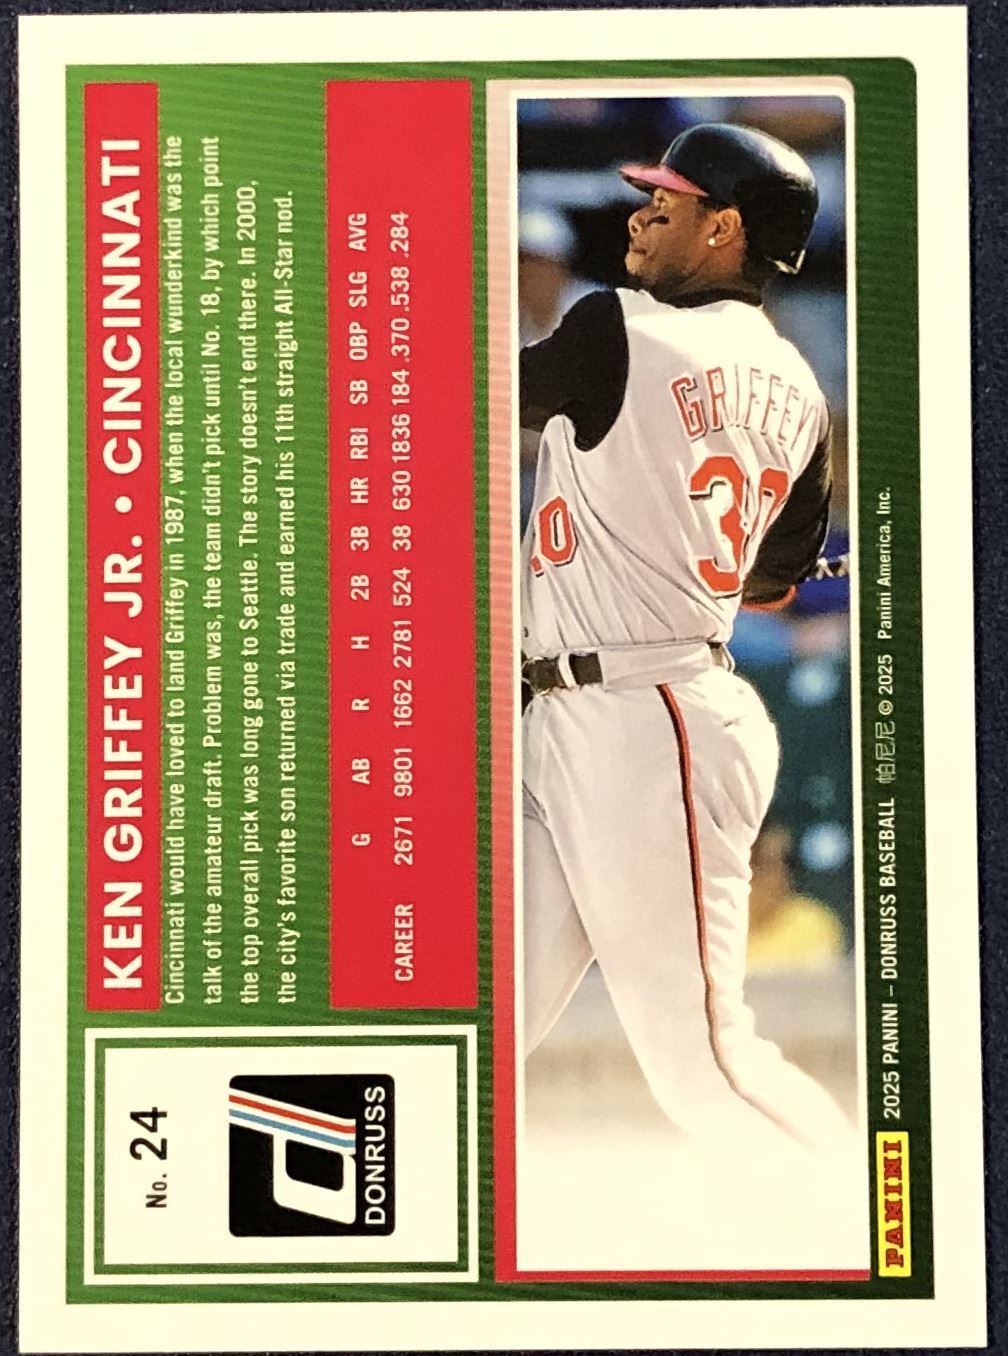 No. 24
DONRUSS
KEN GRIFFEY JR. • CINCINNATI
Cincinnati would have loved to land Griffey in 1987, when the local wunderkind was the
talk of the amateur draft. Problem was, the team didn't pick until No. 18, by which point
the top overall pick was long gone to Seattle. The story doesn't end there. In 2000,
the city's favorite son returned via trade and earned his 11th straight All-Star nod.
G AB R H 2B 3B HR RBI SB OBP SLG AVG
CAREER 2671 9801 1662 2781 524 38 630 1836 184 .370 .538 .284
GRIFFEY
30
PANINI 2025 PANINI – DONRUSS BASEBALL 帕尼尼 © 2025 Panini America, Inc.